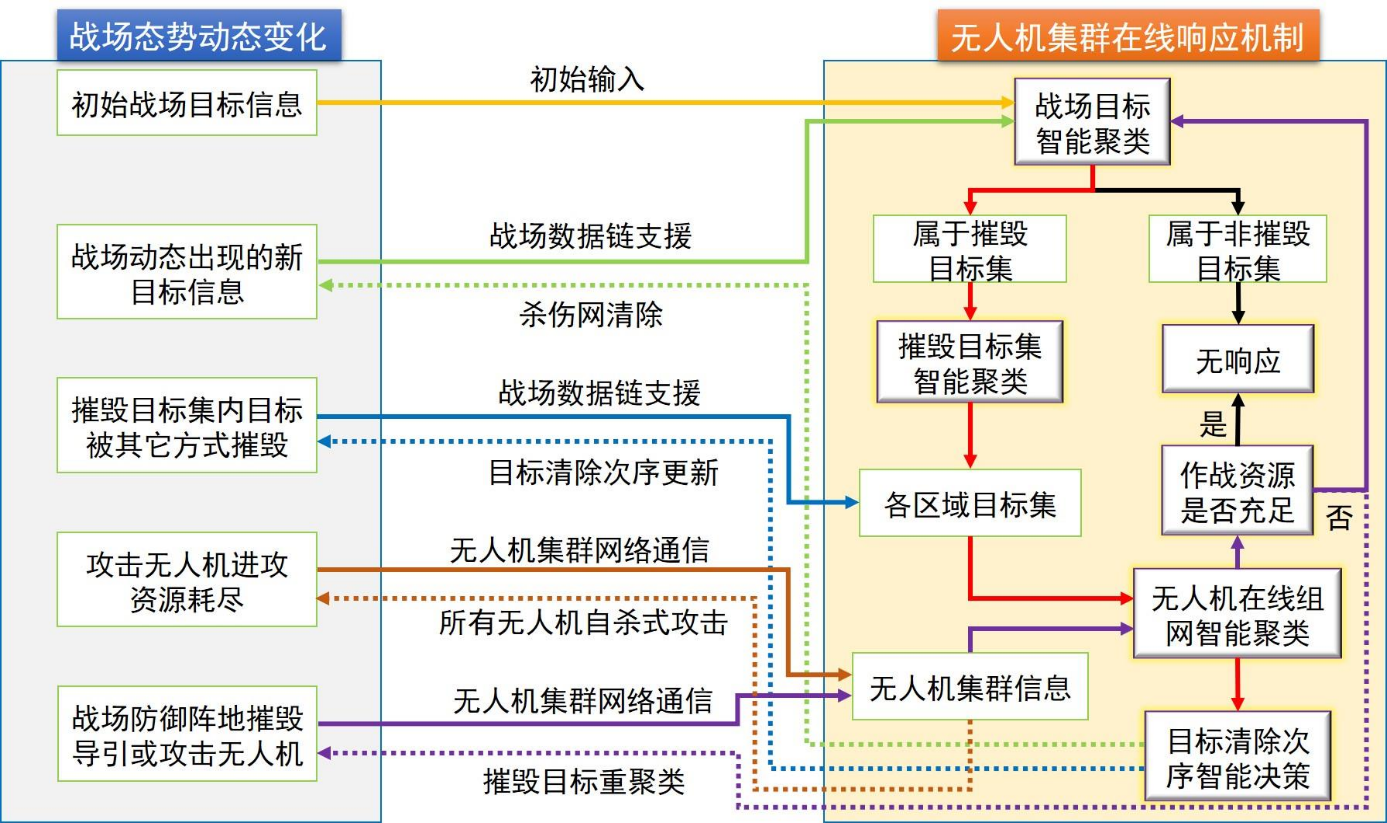 战场态势动态变化
初始战场目标信息
战场动态出现的新
目标信息
摧毁目标集内目标
被其它方式摧毁
攻击无人机进攻
资源耗尽
战场防御阵地摧毁
导引或攻击无人机
初始输入
战场数据链支援
杀伤网清除
战场数据链支援
目标清除次序更新
无人机集群网络通信
所有无人机自杀式攻击
无人机集群网络通信
摧毁目标重聚类
无人机集群在线响应机制
战场目标
智能聚类
属于摧毁
目标集
属于非摧毁
目标集
摧毁目标集
智能聚类
无响应
是
各区域目标集
作战资源
是否充足
否
无人机在线组
网智能聚类
无人机集群信息
目标清除次
序智能决策